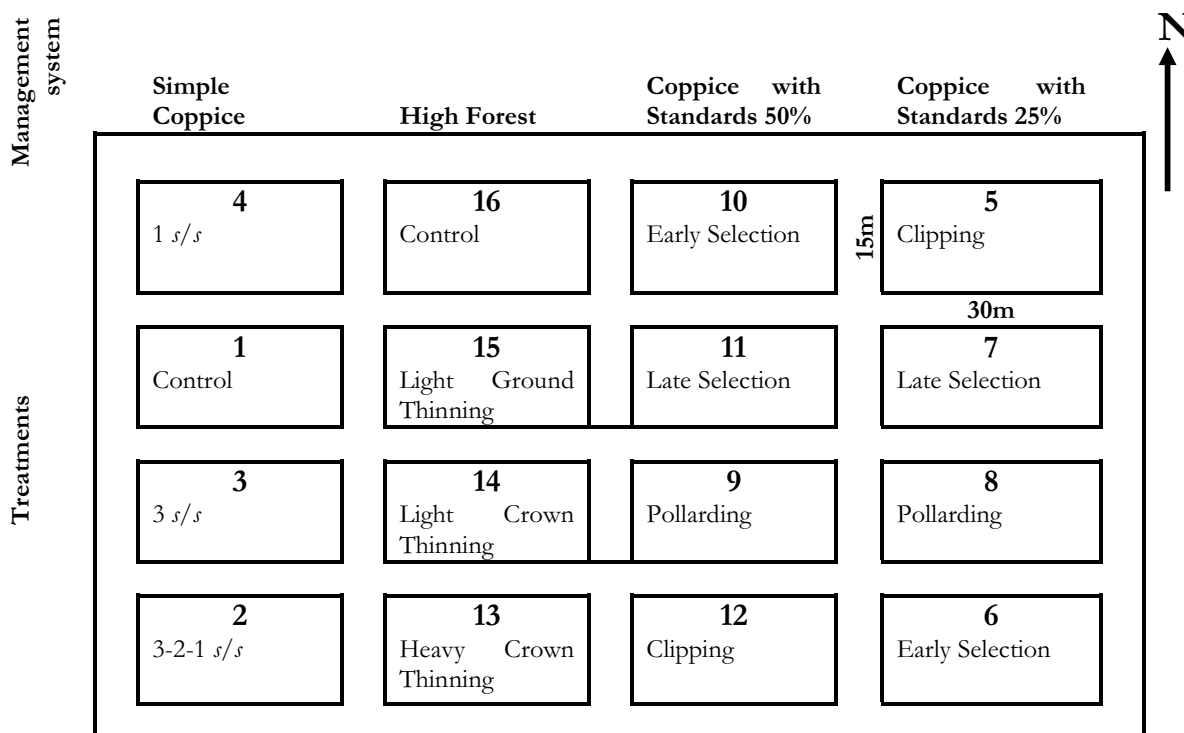 Management
system
N
Simple
Coppice
High Forest
Coppice with
Standards 50%
Coppice with
Standards 25%
4
1 s/s
16
Control
10
Early Selection
15m
5
Clipping
30m
Treatments
1
Control
15
Light Ground
Thinning
11
Late Selection
7
Late Selection
3
3 s/s
14
Light Crown
Thinning
9
Pollarding
8
Pollarding
2
3-2-1 s/s
13
Heavy Crown
Thinning
12
Clipping
6
Early Selection